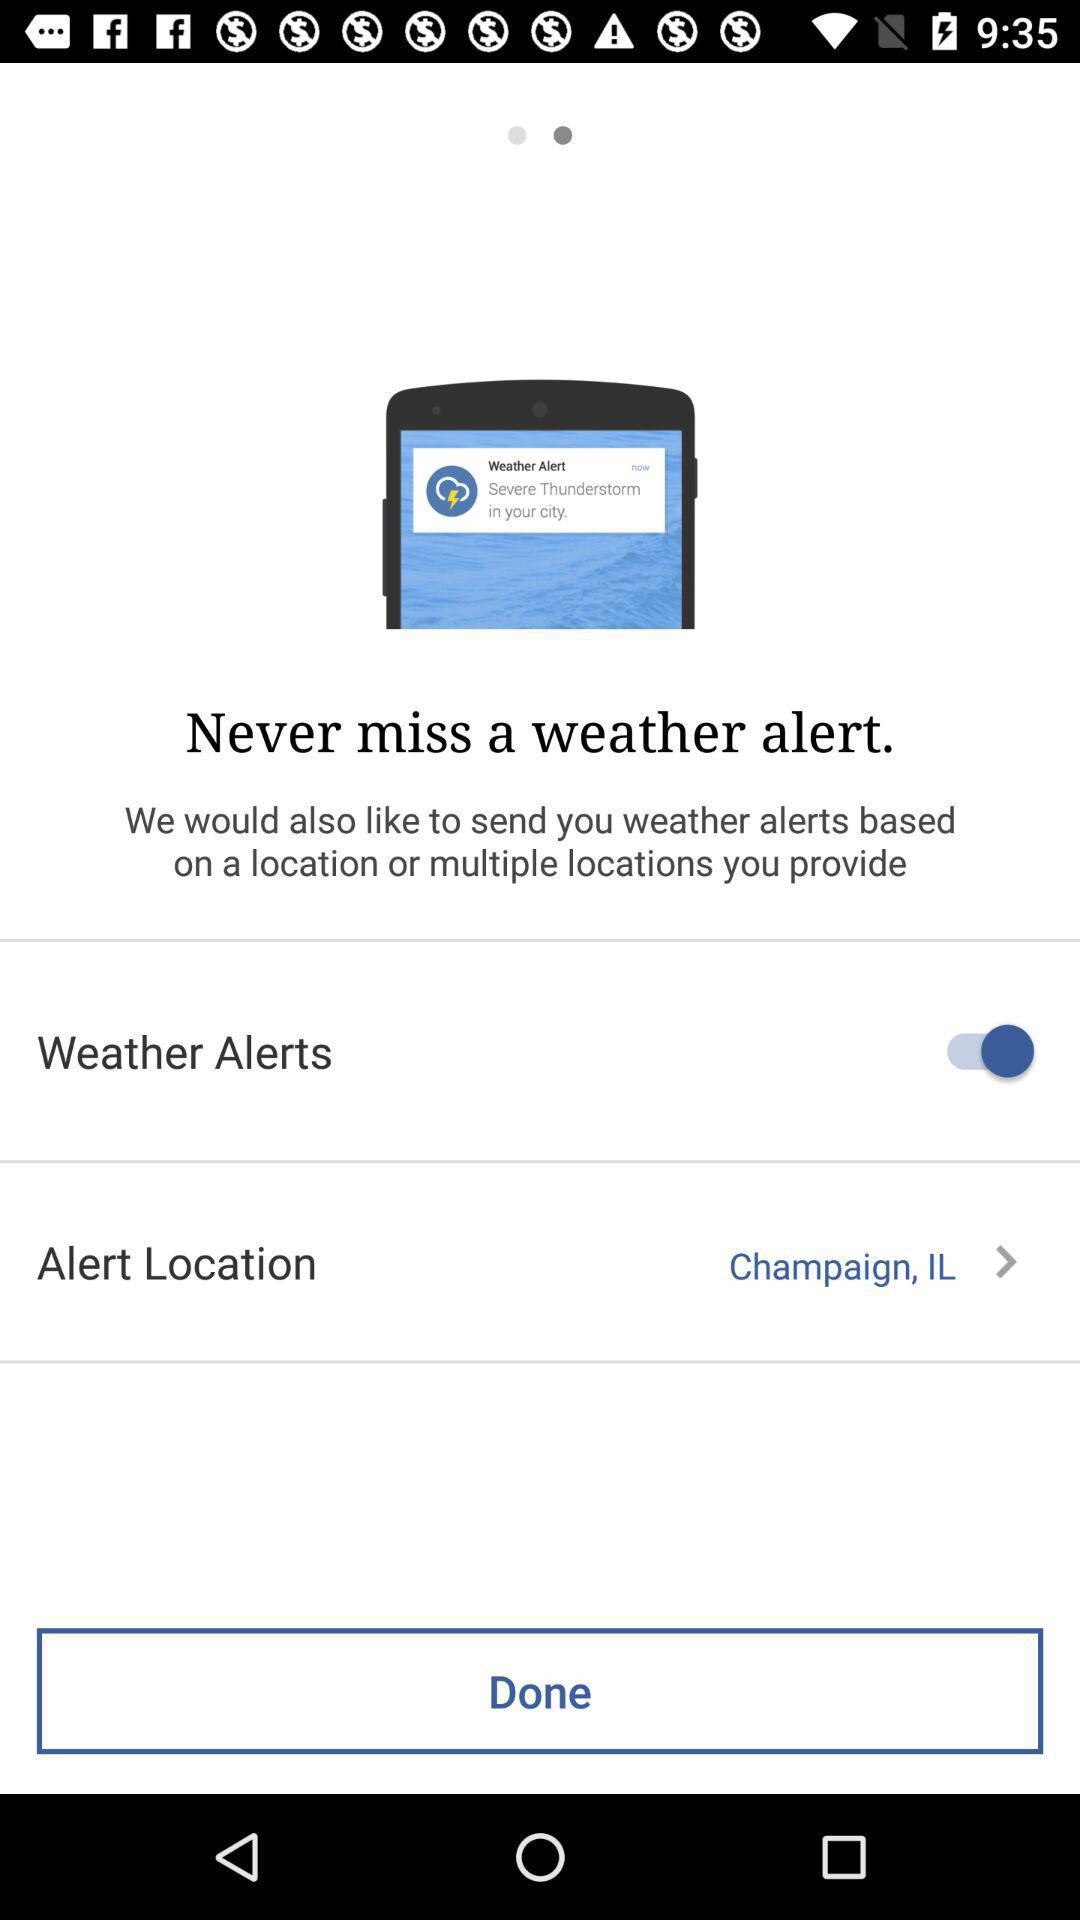 9:35
Weather Alert now
Severe Thunderstorm
in your city.
Never miss a weather alert.
We would also like to send you weather alerts based
on a location or multiple locations you provide
Weather Alerts
Alert Location Champaign, IL
Done